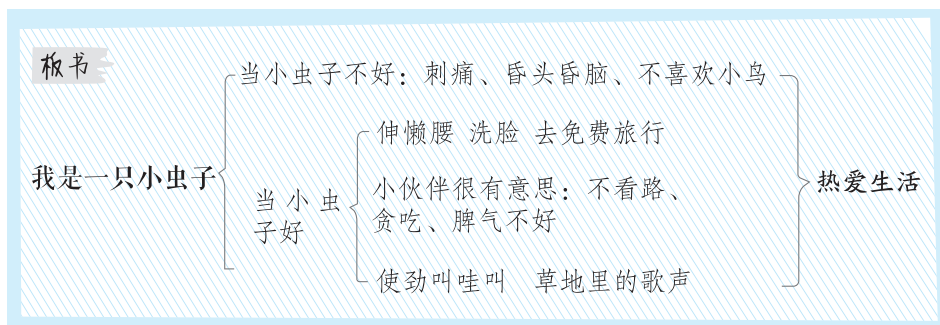 板书
当小虫子不好：刺痛、昏头昏脑、不喜欢小鸟
伸懒腰 洗脸 去免费旅行
我是一只小虫子
当小虫
子好
小伙伴很有意思：不看路、
贪吃、脾气不好
热爱生活
使劲叫哇叫 草地里的歌声